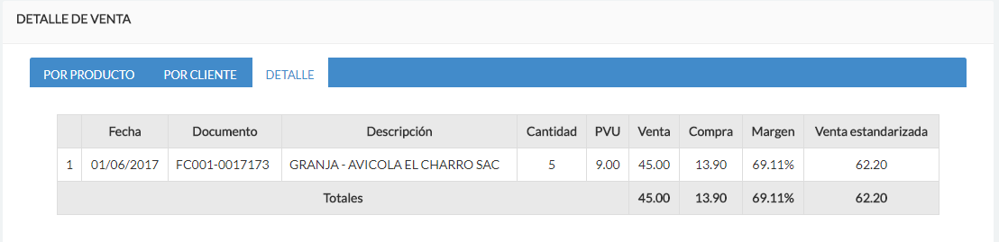 DETALLE DE VENTA
POR PRODUCTO POR CLIENTE DETALLE
Fecha Documento Descripción Cantidad PVU Venta Compra Margen Venta estandarizada
1 01/06/2017 FC001-0017173 GRANJA - AVICOLA EL CHARRO SAC 5 9.00 45.00 13.90 69.11% 62.20
Totales 45.00 13.90 69.11% 62.20